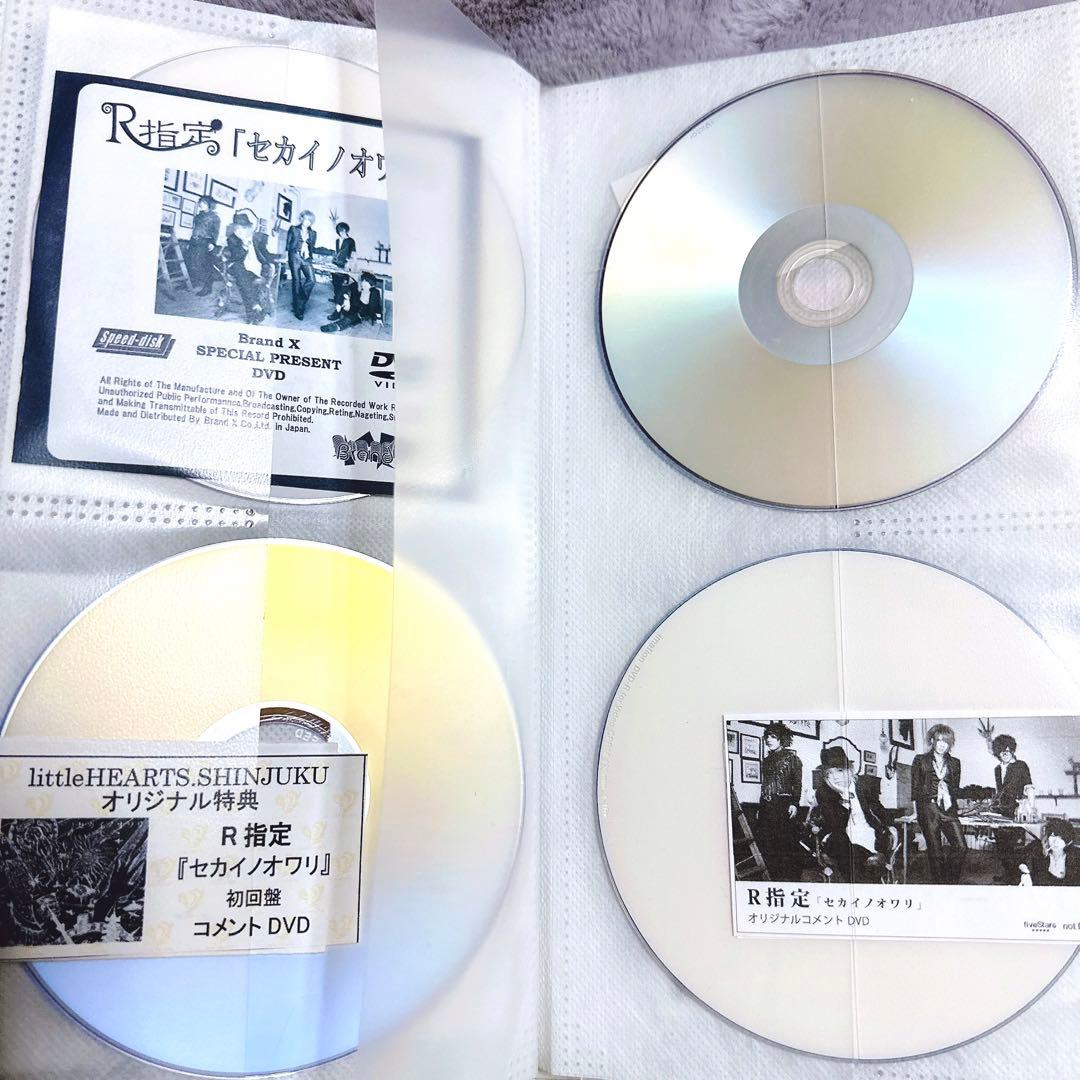 R指定「セカイノオワ
Speed-disk
Brand X
SPECIAL PRESENT
DVD
All Rights of The Manufacture and Of The Owner of The Recorded Work R
Unauthorized Public Performannce,Broadcasting,Copying,Reting,Nageting,S
and Making Transmittable of This Record Prohibited.
Made and Distributed By Brand X Co.,Ltd. in Japan.
littleHEARTS.SHINJUKU
オリジナル特典
R指定
『セカイノオワリ』
初回盤
コメントDVD
R指定「セカイノオワリ」
オリジナルコメントDVD
fiveStars